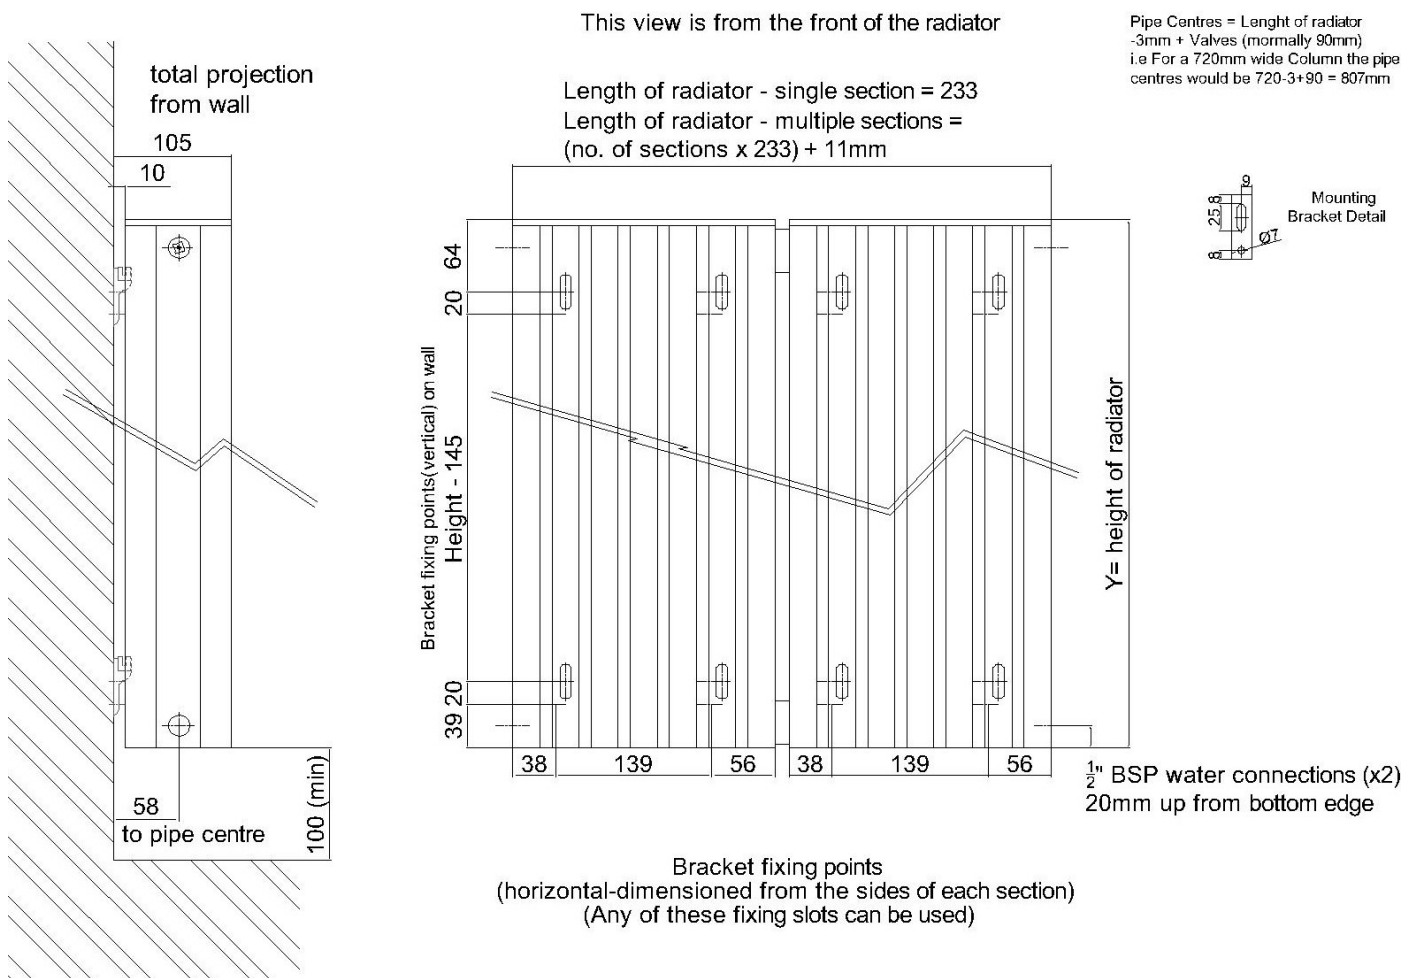 This view is from the front of the radiator
Pipe Centres = Lenght of radiator
-3mm + Valves (mormally 90mm)
i.e For a 720mm wide Column the pipe
centres would be 720-3+90 = 807mm
total projection
from wall
105
10
Length of radiator - single section = 233
Length of radiator - multiple sections =
(no. of sections x 233) + 11mm
9
25.8
8
Ø7
Mounting
Bracket Detail
64
20
Bracket fixing points(vertical) on wall
Height - 145
Y= height of radiator
20
39
38
139
56
38
139
56
58
to pipe centre
100 (min)
½" BSP water connections (x2)
20mm up from bottom edge
Bracket fixing points
(horizontal-dimensioned from the sides of each section)
(Any of these fixing slots can be used)